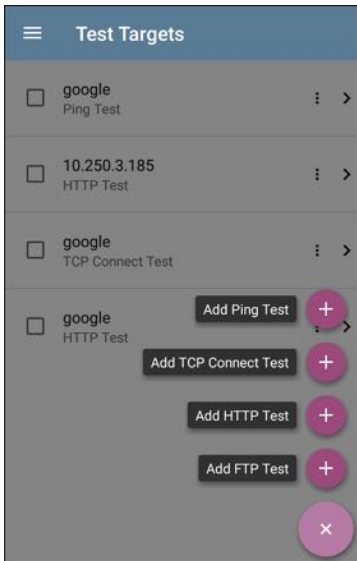 Test Targets
google
Ping Test
10.250.3.185
HTTP Test
google
TCP Connect Test
Add Ping Test
google
HTTP Test
Add TCP Connect Test
Add HTTP Test
Add FTP Test